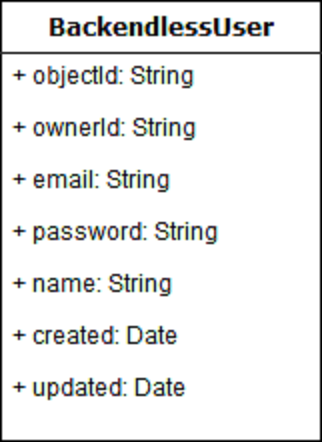 BackendlessUser
+ objectId: String
+ ownerId: String
+ email: String
+ password: String
+ name: String
+ created: Date
+ updated: Date